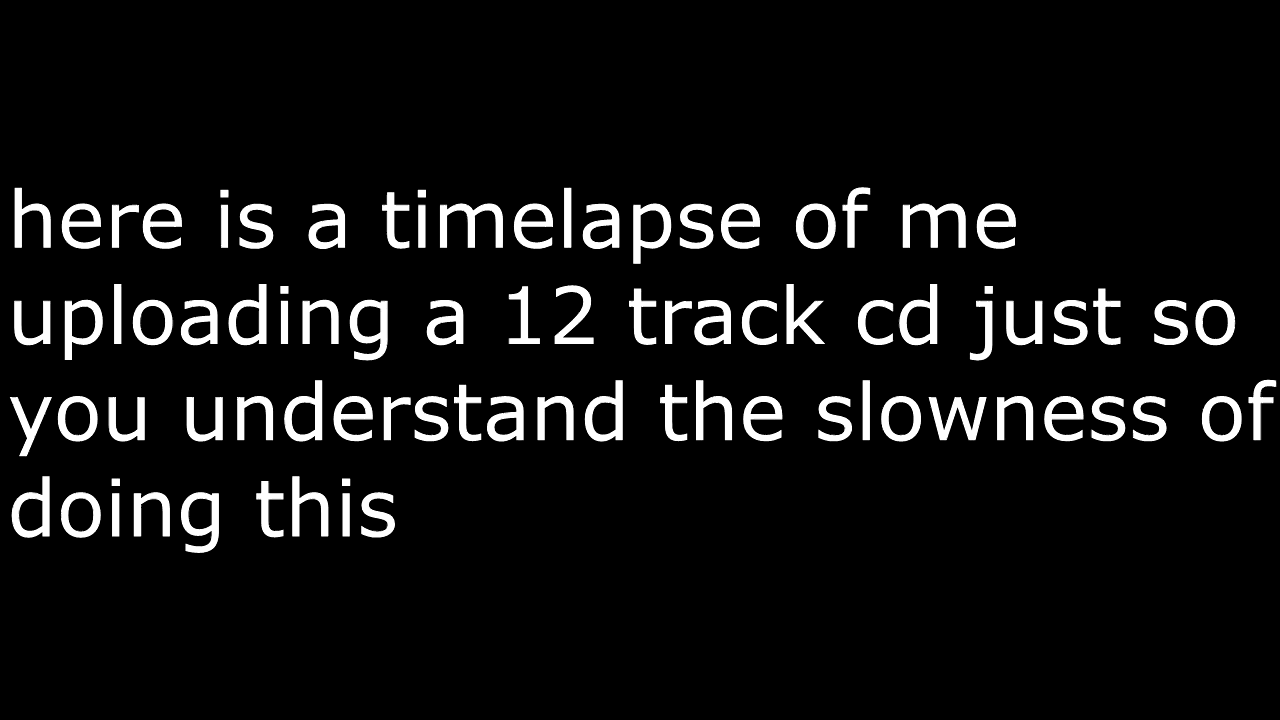 here is a timelapse of me
uploading a 12 track cd just so
you understand the slowness of
doing this